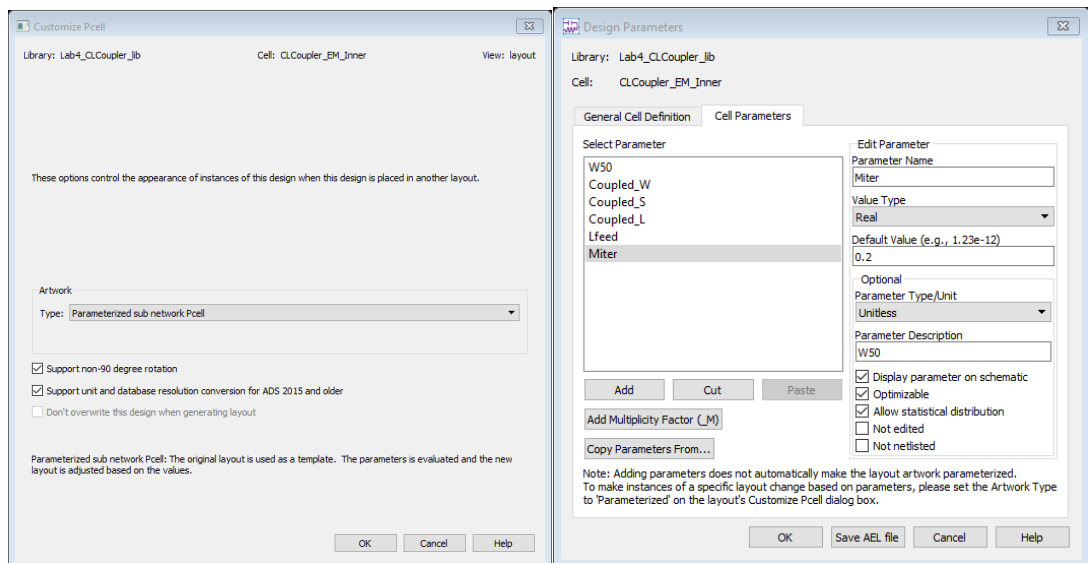 Customize Pcell
Library: Lab4_CLCoupler_lib Cell: CLCoupler_EM_Inner View: layout
These options control the appearance of instances of this design when this design is placed in another layout.
Artwork
Type: Parameterized sub network Pcell
Support non-90 degree rotation
Support unit and database resolution conversion for ADS 2015 and older
Don't overwrite this design when generating layout
Parameterized sub network Pcell: The original layout is used as a template. The parameters is evaluated and the new
layout is adjusted based on the values.
OK Cancel Help
Design Parameters
Library: Lab4_CLCoupler_lib
Cell: CLCoupler_EM_Inner
General Cell Definition Cell Parameters
Select Parameter
W50
Coupled_W
Coupled_S
Coupled_L
Lfeed
Miter
Add Cut Paste
Add Multiplicity Factor (_M)
Copy Parameters From...
Edit Parameter
Parameter Name
Miter
Value Type
Real
Default Value (e.g., 1.23e-12)
0.2
Optional
Parameter Type/Unit
Unitless
Parameter Description
W50
Display parameter on schematic
Optimizable
Allow statistical distribution
Not edited
Not netlisted
Note: Adding parameters does not automatically make the layout artwork parameterized.
To make instances of a specific layout change based on parameters, please set the Artwork Type
to 'Parameterized' on the layout's Customize Pcell dialog box.
OK Save AEL file Cancel Help